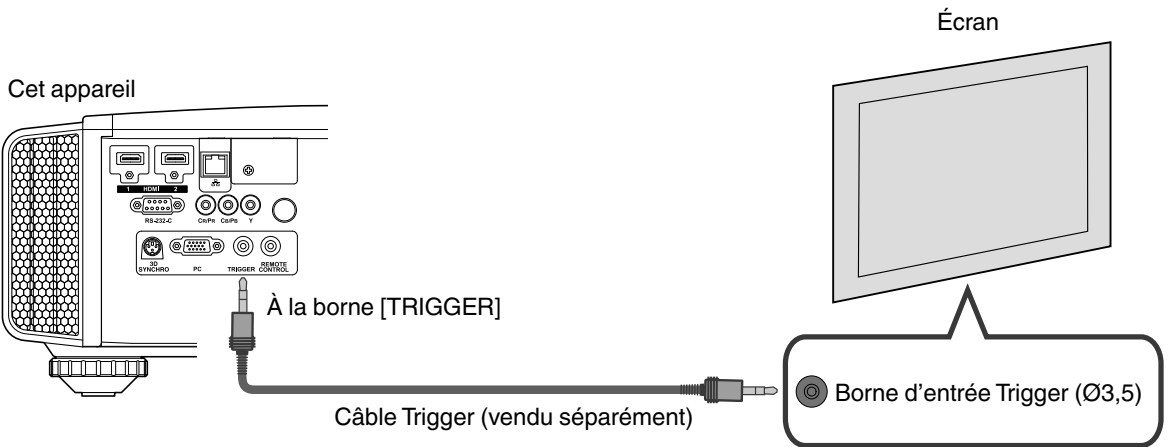 Écran
Cet appareil
1 HDMI 2
RS-232-C CR/PR CB/PB Y
3D SYNCHRO PC TRIGGER REMOTE CONTROL
À la borne [TRIGGER]
Borne d'entrée Trigger (Ø3,5)
Câble Trigger (vendu séparément)